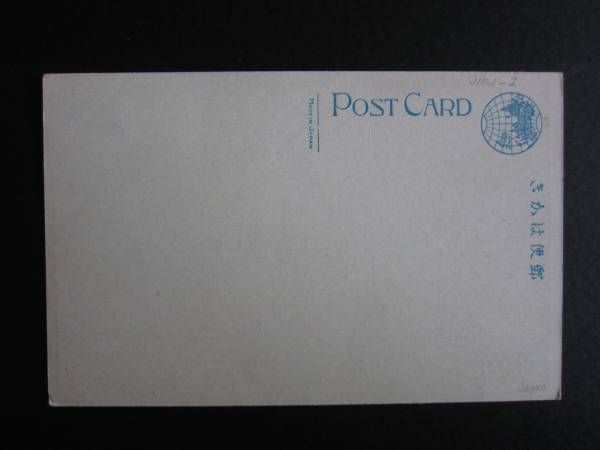 POST CARD
MADE IN JAPAN.
きかは便郵
Japan